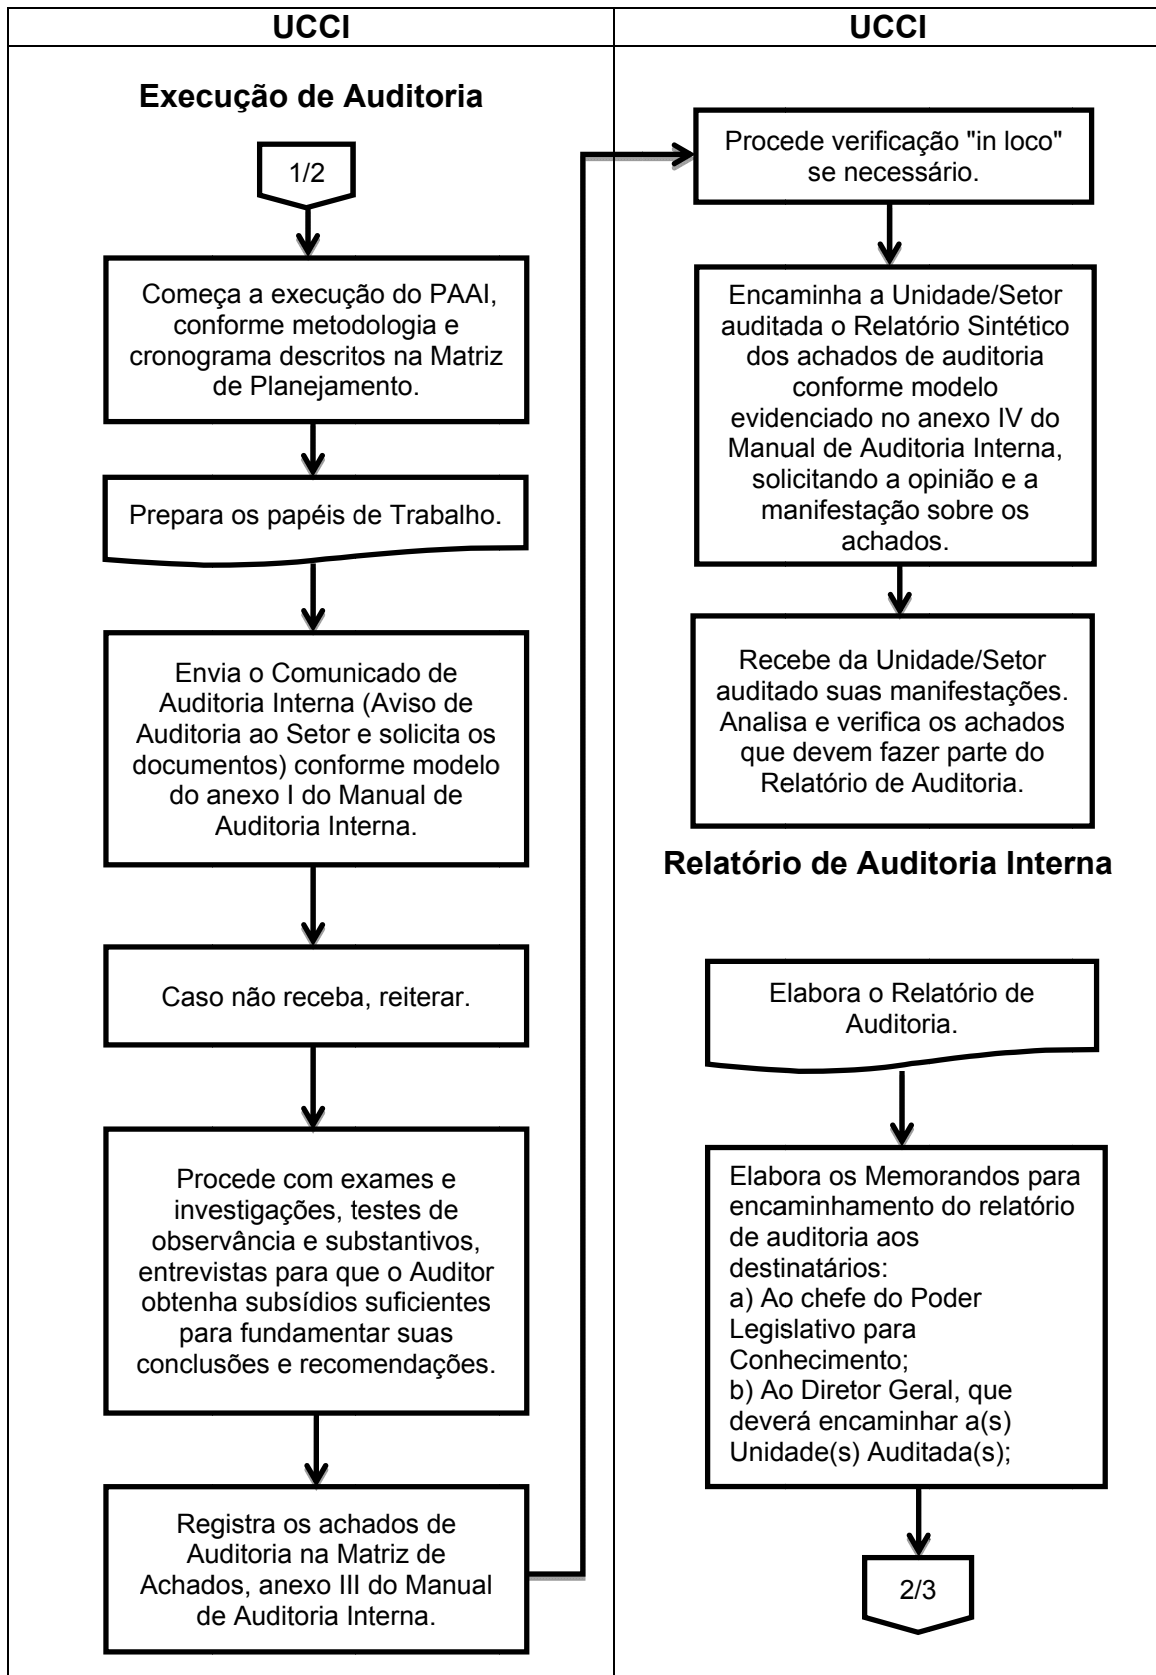 UCCI
UCCI
Execução de Auditoria
1/2
Começa a execução do PAAI,
conforme metodologia e
cronograma descritos na Matriz
de Planejamento.
Prepara os papéis de Trabalho.
Envia o Comunicado de
Auditoria Interna (Aviso de
Auditoria ao Setor e solicita os
documentos) conforme modelo
do anexo I do Manual de
Auditoria Interna.
Caso não receba, reiterar.
Procede com exames e
investigações, testes de
observância e substantivos,
entrevistas para que o Auditor
obtenha subsídios suficientes
para fundamentar suas
conclusões e recomendações.
Registra os achados de
Auditoria na Matriz de
Achados, anexo III do Manual
de Auditoria Interna.
Procede verificação "in loco"
se necessário.
Encaminha a Unidade/Setor
auditada o Relatório Sintético
dos achados de auditoria
conforme modelo
evidenciado no anexo IV do
Manual de Auditoria Interna,
solicitando a opinião e a
manifestação sobre os
achados.
Recebe da Unidade/Setor
auditado suas manifestações.
Analisa e verifica os achados
que devem fazer parte do
Relatório de Auditoria.
Relatório de Auditoria Interna
Elabora o Relatório de
Auditoria.
Elabora os Memorandos para
encaminhamento do relatório
de auditoria aos
destinatários:
a) Ao chefe do Poder
Legislativo para
Conhecimento;
b) Ao Diretor Geral, que
deverá encaminhar a(s)
Unidade(s) Auditada(s);
2/3